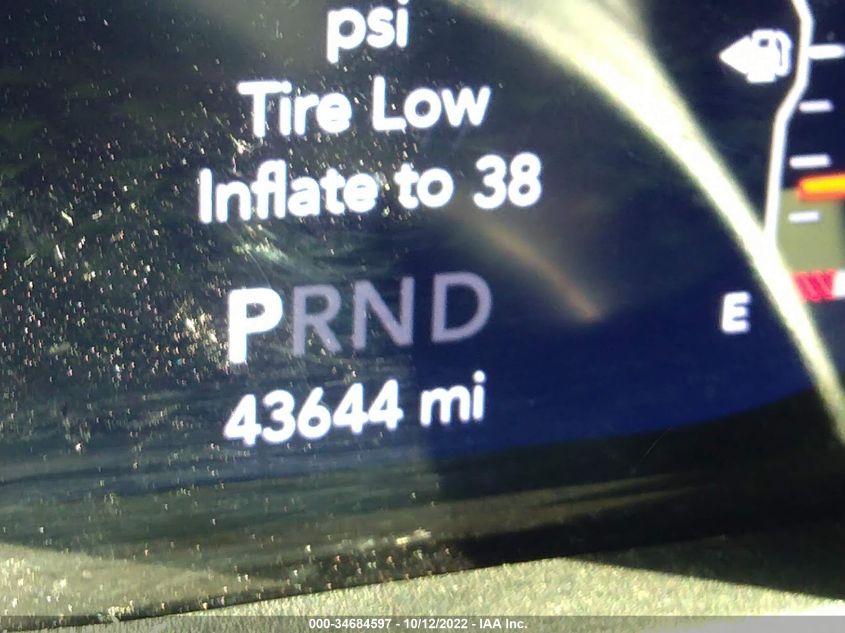 psi
Tire Low
Inflate to 38
PRND
E
43644 mi
000-34684597 - 10/12/2022 - IAA Inc.